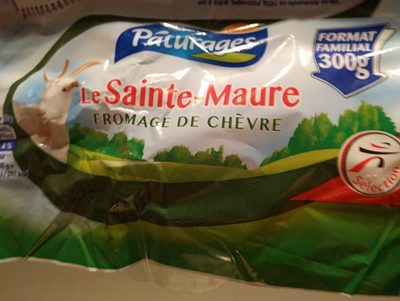 Pâturages
FORMAT
FAMILIAL
300g
Le Sainte-Maure
FROMAGE DE CHÈVRE
Sélection